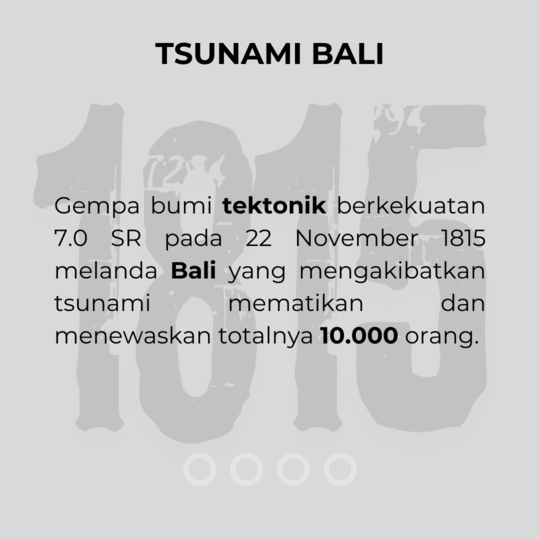 TSUNAMI BALI
1815
Gempa bumi tektonik berkekuatan
7.0 SR pada 22 November 1815
melanda Bali yang mengakibatkan
tsunami mematikan dan
menewaskan totalnya 10.000 orang.